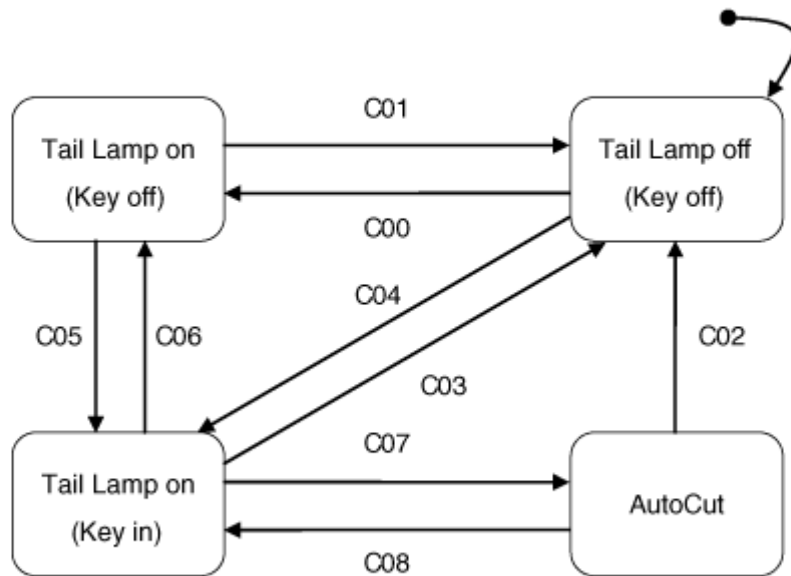 C01
Tail Lamp on
(Key off)
Tail Lamp off
(Key off)
C00
C04
C05
C06
C02
C03
C07
Tail Lamp on
(Key in)
AutoCut
C08